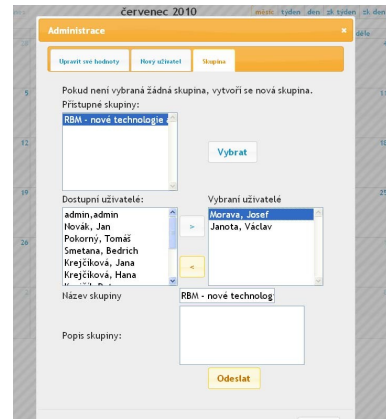 červenec 2010
měsíc týden den zk týden zk den
Administrace
Upravit své hodnoty Nový uživatel Skupina
Pokud není vybraná žádná skupina, vytvoří se nová skupina.
Přístupné skupiny:
RBM - nové technologie
Vybrat
Dostupní uživatelé: Vybraní uživatelé
admin,admin
Novák, Jan
Pokorný, Tomáš
Smetana, Bedrich
Krejčíková, Jana
Krejčíková, Hana
Morava, Josef
Janota, Václav
>
<
Název skupiny RBM - nové technolog
Popis skupiny:
Odeslat
5
12
19
26